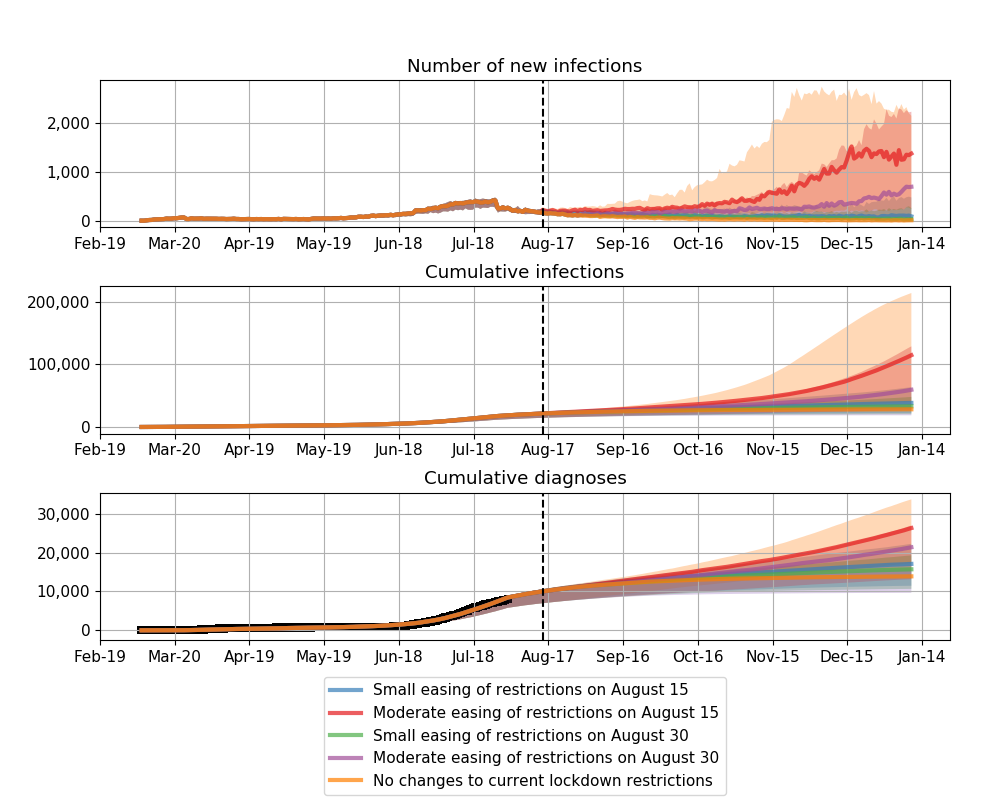 Number of new infections
2,000
1,000
0
Feb-19 Mar-20 Apr-19 May-19 Jun-18 Jul-18 Aug-17 Sep-16 Oct-16 Nov-15 Dec-15 Jan-14
Cumulative infections
200,000
100,000
0
Feb-19 Mar-20 Apr-19 May-19 Jun-18 Jul-18 Aug-17 Sep-16 Oct-16 Nov-15 Dec-15 Jan-14
Cumulative diagnoses
30,000
20,000
10,000
0
Feb-19 Mar-20 Apr-19 May-19 Jun-18 Jul-18 Aug-17 Sep-16 Oct-16 Nov-15 Dec-15 Jan-14
Small easing of restrictions on August 15
Moderate easing of restrictions on August 15
Small easing of restrictions on August 30
Moderate easing of restrictions on August 30
No changes to current lockdown restrictions